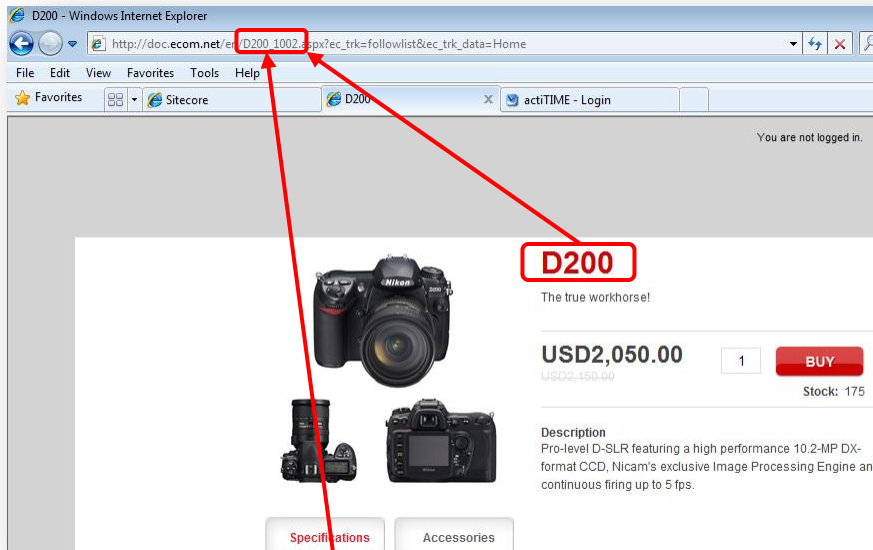 D200 - Windows Internet Explorer
http://doc.ecom.net/en/D200_1002.aspx?ec_trk=followlist&ec_trk_data=Home
File Edit View Favorites Tools Help
Favorites Sitecore D200 actiTIME - Login
You are not logged in.
D200
The true workhorse!
Nikon
D200
USD2,050.00
1
BUY
USD2,150.00
Stock: 175
Description
Pro-level D-SLR featuring a high performance 10.2-MP DX-
format CCD, Nicam's exclusive Image Processing Engine an
continuous firing up to 5 fps.
Specifications Accessories